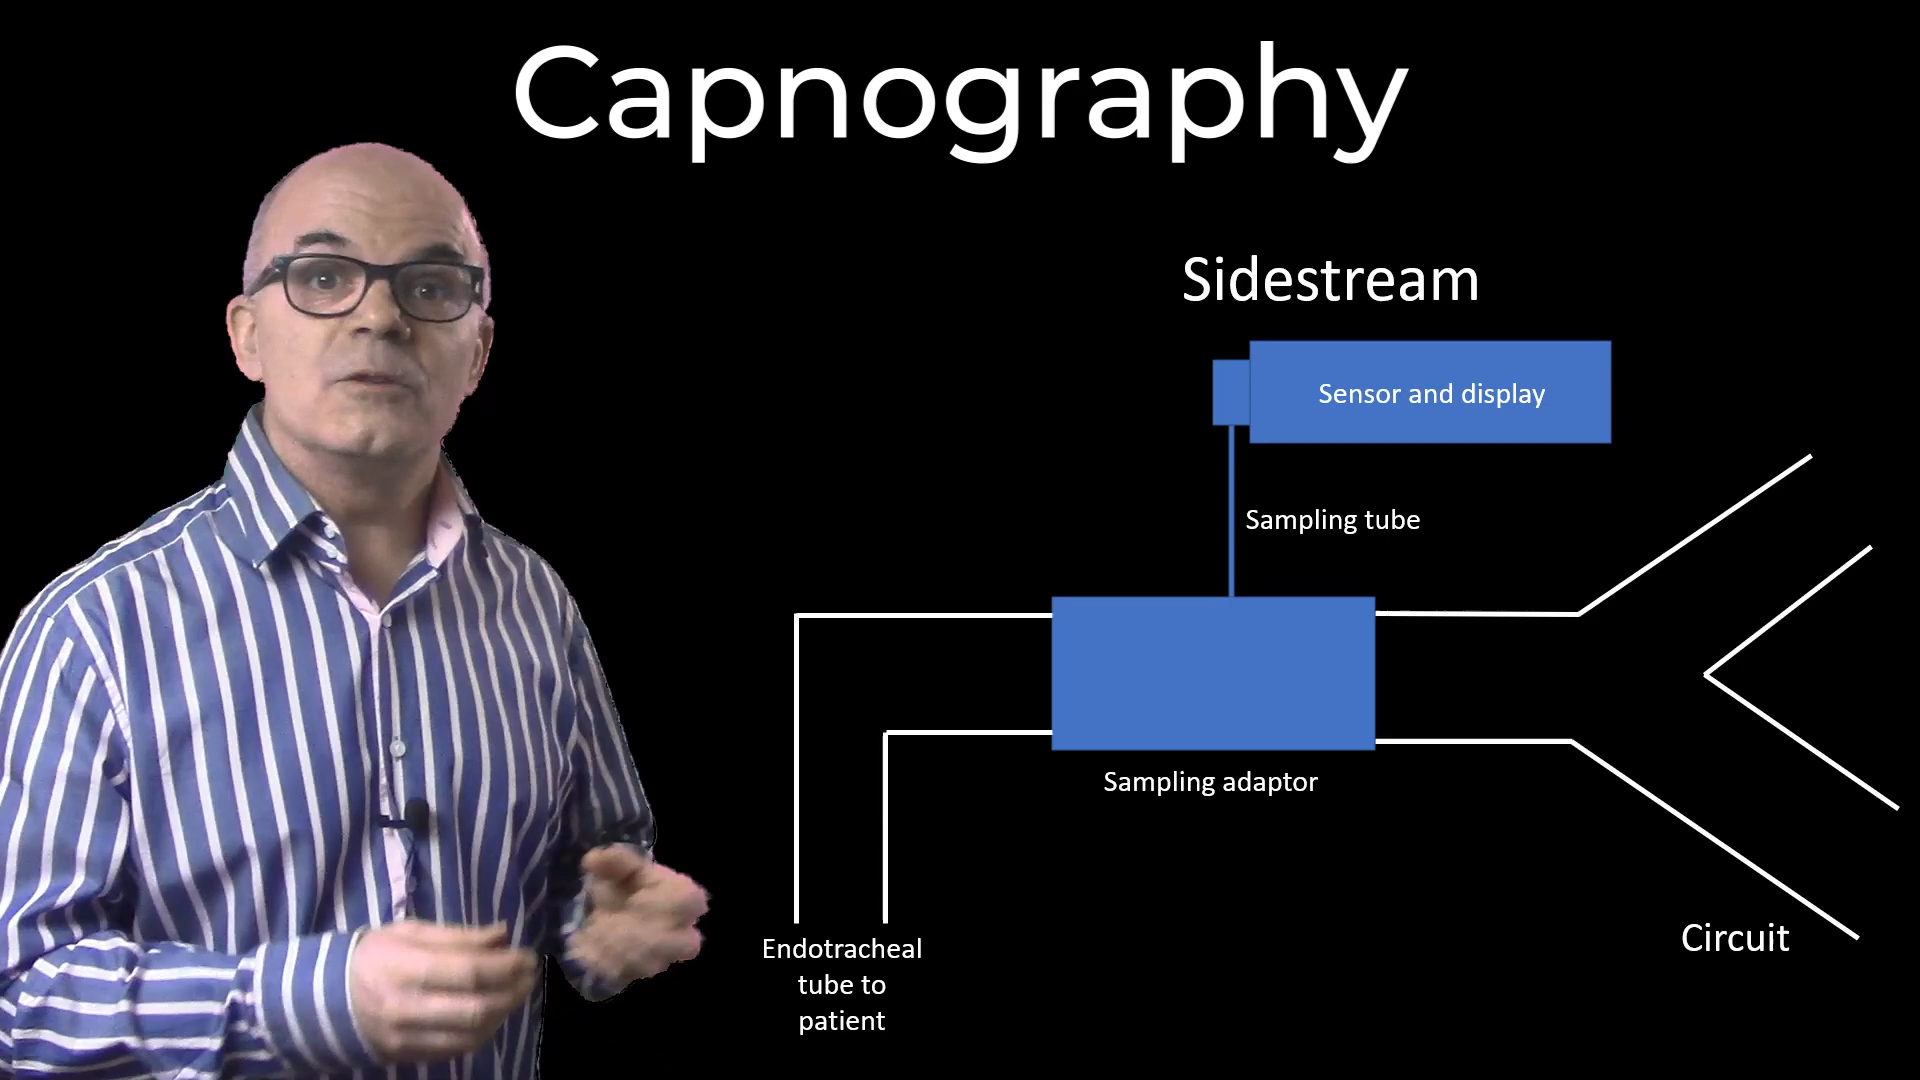 Capnography
Sidestream
Sensor and display
Sampling tube
Sampling adaptor
Circuit
Endotracheal
tube to
patient